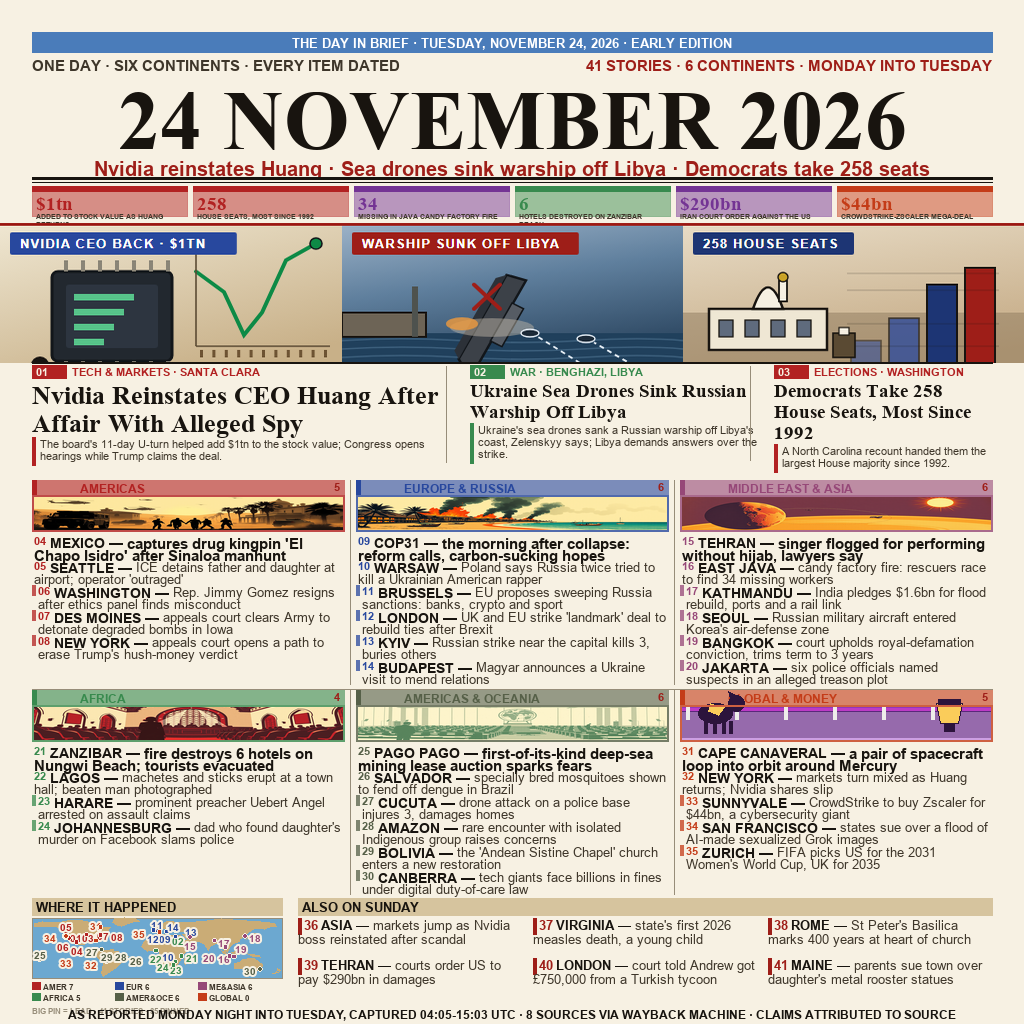 THE DAY IN BRIEF · TUESDAY, NOVEMBER 24, 2026 · EARLY EDITION
ONE DAY · SIX CONTINENTS · EVERY ITEM DATED
41 STORIES · 6 CONTINENTS · MONDAY INTO TUESDAY
24 NOVEMBER 2026
Nvidia reinstates Huang · Sea drones sink warship off Libya · Democrats take 258 seats
$1tn
ADDED TO STOCK VALUE AS HUANG
258
HOUSE SEATS, MOST SINCE 1992
34
MISSING IN JAVA CANDY FACTORY FIRE
6
HOTELS DESTROYED ON ZANZIBAR
$290bn
IRAN COURT ORDER AGAINST THE US
$44bn
CROWDSTRIKE-ZSCALER MEGA-DEAL
NVIDIA CEO BACK · $1TN
WARSHIP SUNK OFF LIBYA
258 HOUSE SEATS
01 TECH & MARKETS · SANTA CLARA
Nvidia Reinstates CEO Huang After
Affair With Alleged Spy
The board's 11-day U-turn helped add $1tn to the stock value; Congress opens
hearings while Trump claims the deal.
02 WAR · BENGHAZI, LIBYA
Ukraine Sea Drones Sink Russian
Warship Off Libya
Ukraine's sea drones sank a Russian warship off Libya's
coast, Zelenskyy says; Libya demands answers over the
strike.
03 ELECTIONS · WASHINGTON
Democrats Take 258
House Seats, Most Since
1992
A North Carolina recount handed them the
largest House majority since 1992.
AMERICAS 5
04 MEXICO — captures drug kingpin 'El
Chapo Isidro' after Sinaloa manhunt
05 SEATTLE — ICE detains father and daughter at
airport; operator 'outraged'
06 WASHINGTON — Rep. Jimmy Gomez resigns
after ethics panel finds misconduct
07 DES MOINES — appeals court clears Army to
detonate degraded bombs in Iowa
08 NEW YORK — appeals court opens a path to
erase Trump's hush-money verdict
EUROPE & RUSSIA 6
09 COP31 — the morning after collapse:
reform calls, carbon-sucking hopes
10 WARSAW — Poland says Russia twice tried to
kill a Ukrainian American rapper
11 BRUSSELS — EU proposes sweeping Russia
sanctions: banks, crypto and sport
12 LONDON — UK and EU strike 'landmark' deal to
rebuild ties after Brexit
13 KYIV — Russian strike near the capital kills 3,
buries others
14 BUDAPEST — Magyar announces a Ukraine
visit to mend relations
MIDDLE EAST & ASIA 6
15 TEHRAN — singer flogged for performing
without hijab, lawyers say
16 EAST JAVA — candy factory fire: rescuers race
to find 34 missing workers
17 KATHMANDU — India pledges $1.6bn for flood
rebuild, ports and a rail link
18 SEOUL — Russian military aircraft entered
Korea's air-defense zone
19 BANGKOK — court upholds royal-defamation
conviction, trims term to 3 years
20 JAKARTA — six police officials named
suspects in an alleged treason plot
AFRICA 4
21 ZANZIBAR — fire destroys 6 hotels on
Nungwi Beach; tourists evacuated
22 LAGOS — machetes and sticks erupt at a town
hall; beaten man photographed
23 HARARE — prominent preacher Uebert Angel
arrested on assault claims
24 JOHANNESBURG — dad who found daughter's
murder on Facebook slams police
AMERICAS & OCEANIA 6
25 PAGO PAGO — first-of-its-kind deep-sea
mining lease auction sparks fears
26 SALVADOR — specially bred mosquitoes shown
to fend off dengue in Brazil
27 CUCUTA — drone attack on a police base
injures 3, damages homes
28 AMAZON — rare encounter with isolated
Indigenous group raises concerns
29 BOLIVIA — the 'Andean Sistine Chapel' church
enters a new restoration
30 CANBERRA — tech giants face billions in fines
under digital duty-of-care law
OBAL & MONEY 5
31 CAPE CANAVERAL — a pair of spacecraft
loop into orbit around Mercury
32 NEW YORK — markets turn mixed as Huang
returns; Nvidia shares slip
33 SUNNYVALE — CrowdStrike to buy Zscaler for
$44bn, a cybersecurity giant
34 SAN FRANCISCO — states sue over a flood of
AI-made sexualized Grok images
35 ZURICH — FIFA picks US for the 2031
Women's World Cup, UK for 2035
WHERE IT HAPPENED
AMER 7 EUR 6 ME&ASIA 6
AFRICA 5 AMER&OCE 6 GLOBAL 0
BIG PIN =
ALSO ON SUNDAY
36 ASIA — markets jump as Nvidia
boss reinstated after scandal
37 VIRGINIA — state's first 2026
measles death, a young child
38 ROME — St Peter's Basilica
marks 400 years at heart of church
39 TEHRAN — courts order US to
pay $290bn in damages
40 LONDON — court told Andrew got
£750,000 from a Turkish tycoon
41 MAINE — parents sue town over
daughter's metal rooster statues
AS REPORTED MONDAY NIGHT INTO TUESDAY, CAPTURED 04:05-15:03 UTC · 8 SOURCES VIA WAYBACK MACHINE · CLAIMS ATTRIBUTED TO SOURCE